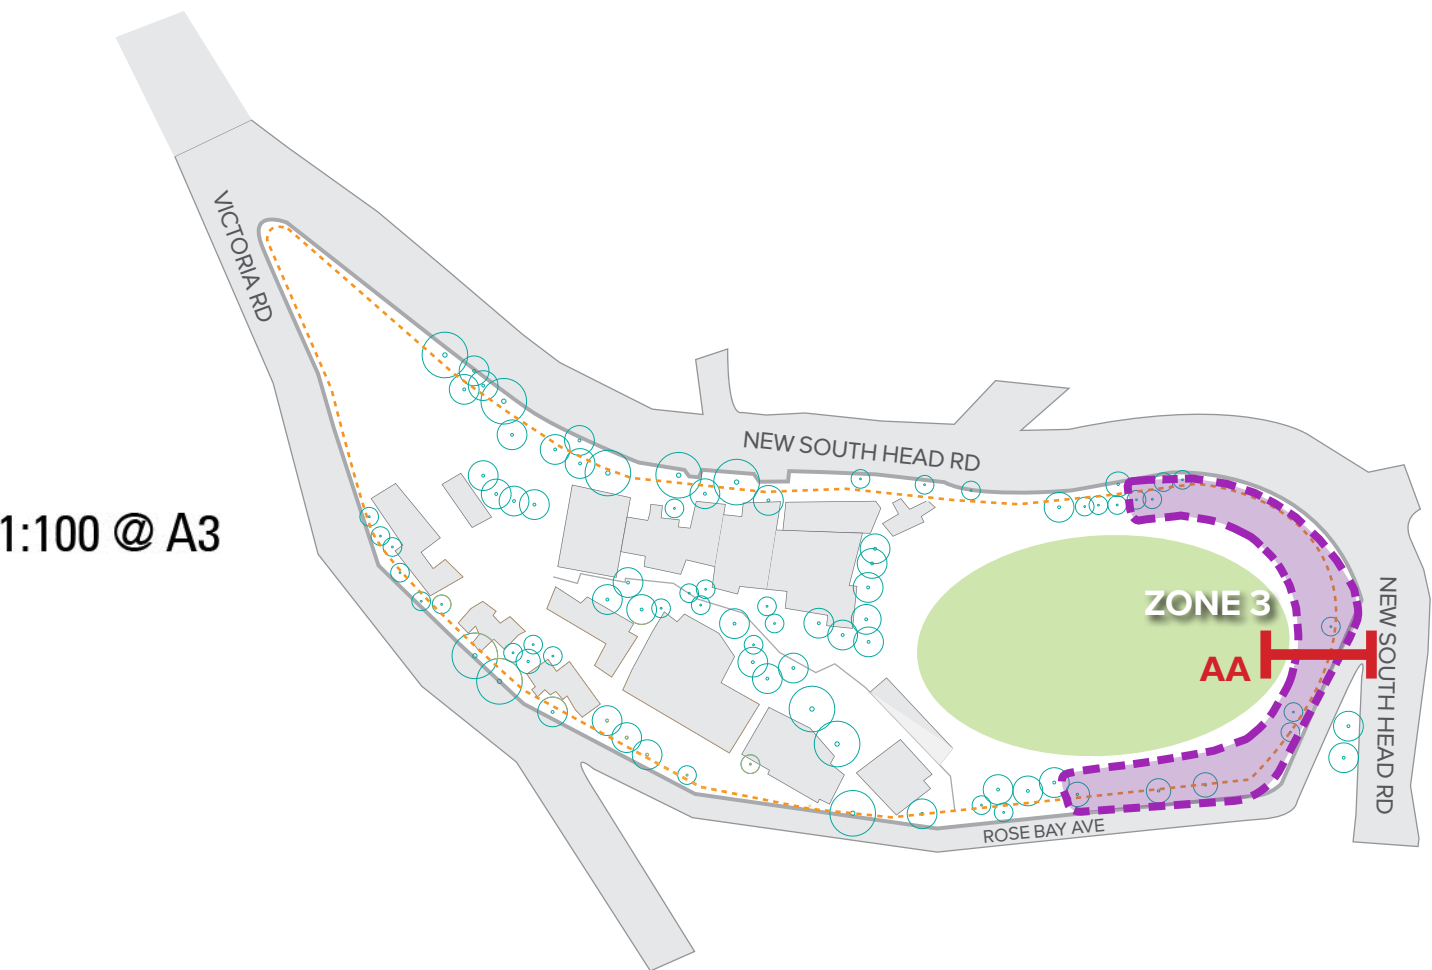 VICTORIA RD
NEW SOUTH HEAD RD
1:100 @ A3
ZONE 3
AA
NEW SOUTH HEAD RD
ROSE BAY AVE